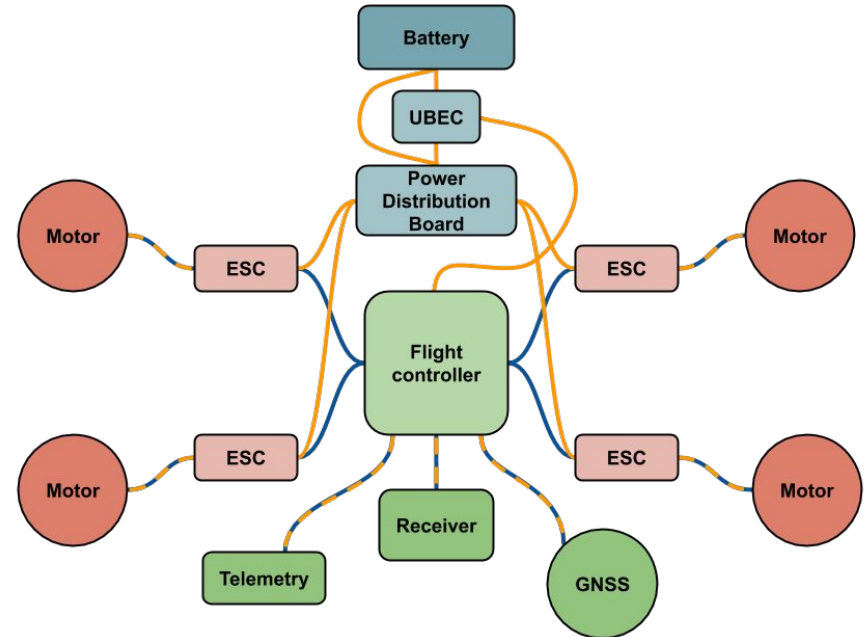 Battery
UBEC
Power
Distribution
Board
Motor
ESC
ESC
Motor
Flight
controller
Motor
ESC
ESC
Motor
Receiver
Telemetry
GNSS